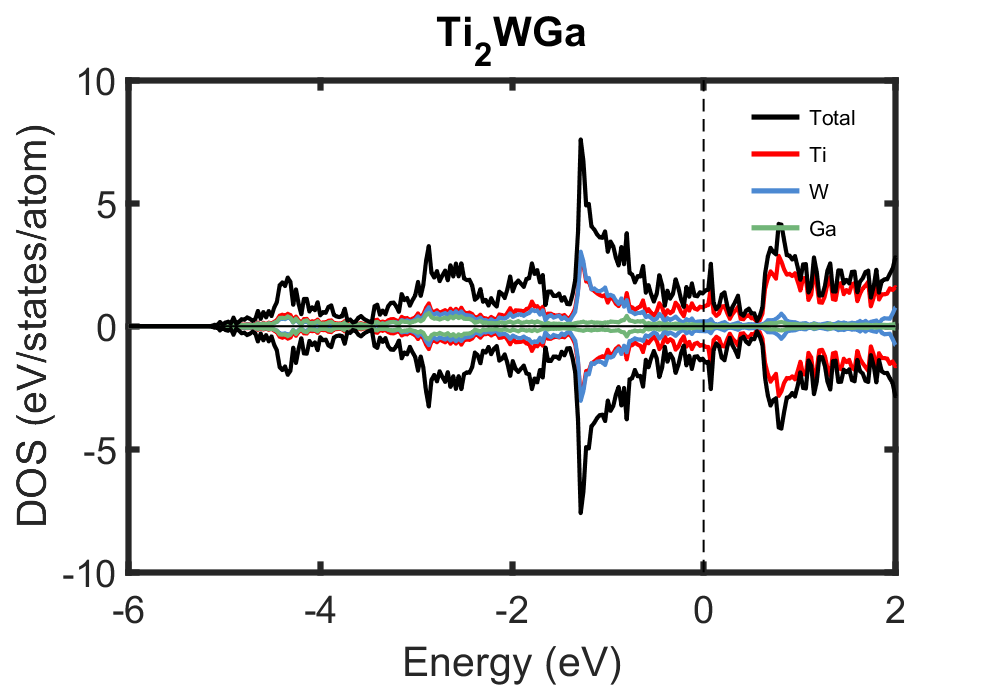 Ti2WGa
10
5
0
-5
-10
DOS (eV/states/atom)
Total
Ti
W
Ga
-6 -4 -2 0 2
Energy (eV)